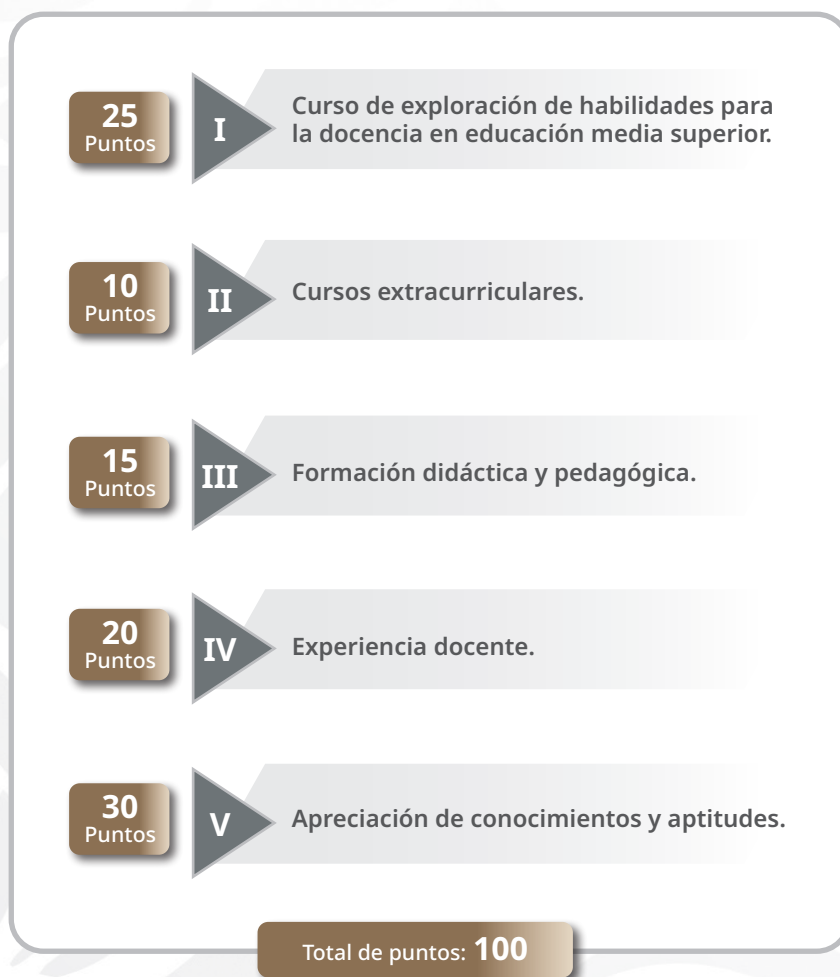 25
Puntos
I
Curso de exploración de habilidades para
la docencia en educación media superior.
10
Puntos
II
Cursos extracurriculares.
15
Puntos
III
Formación didáctica y pedagógica.
20
Puntos
IV
Experiencia docente.
30
Puntos
V
Apreciación de conocimientos y aptitudes.
Total de puntos: 100